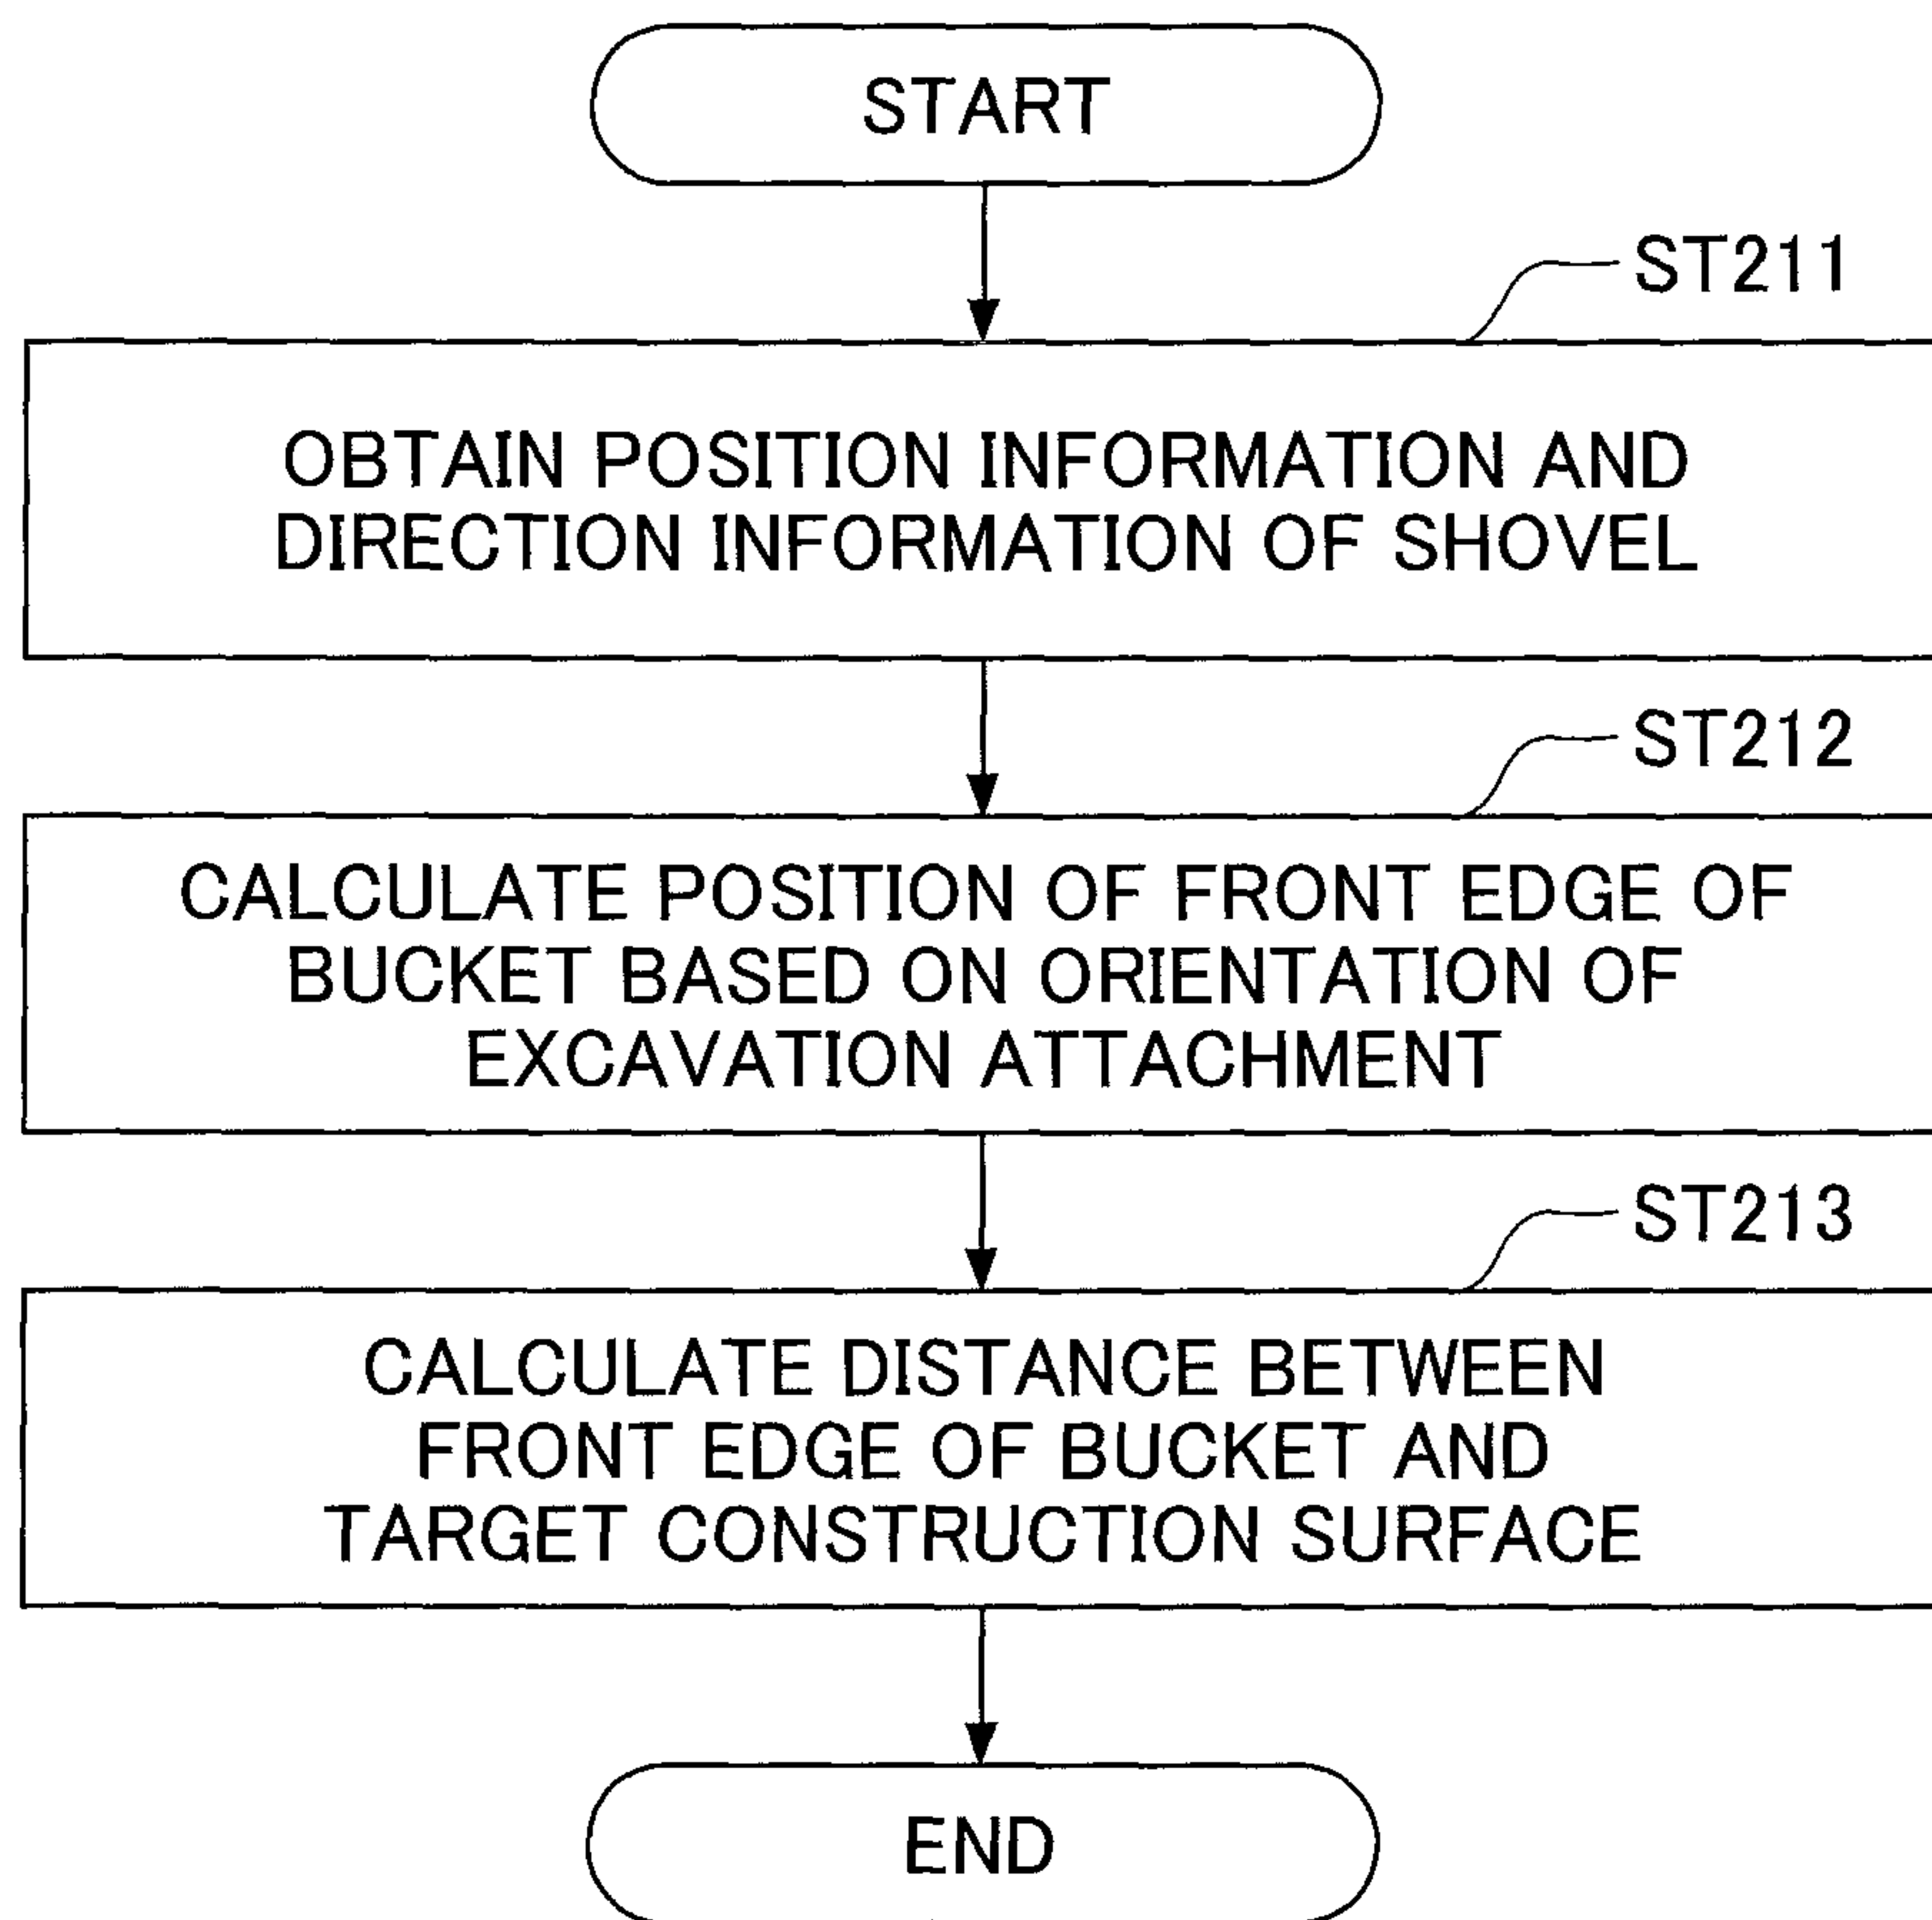 START
ST211
OBTAIN POSITION INFORMATION AND
DIRECTION INFORMATION OF SHOVEL
ST212
CALCULATE POSITION OF FRONT EDGE OF
BUCKET BASED ON ORIENTATION OF
EXCAVATION ATTACHMENT
ST213
CALCULATE DISTANCE BETWEEN
FRONT EDGE OF BUCKET AND
TARGET CONSTRUCTION SURFACE
END